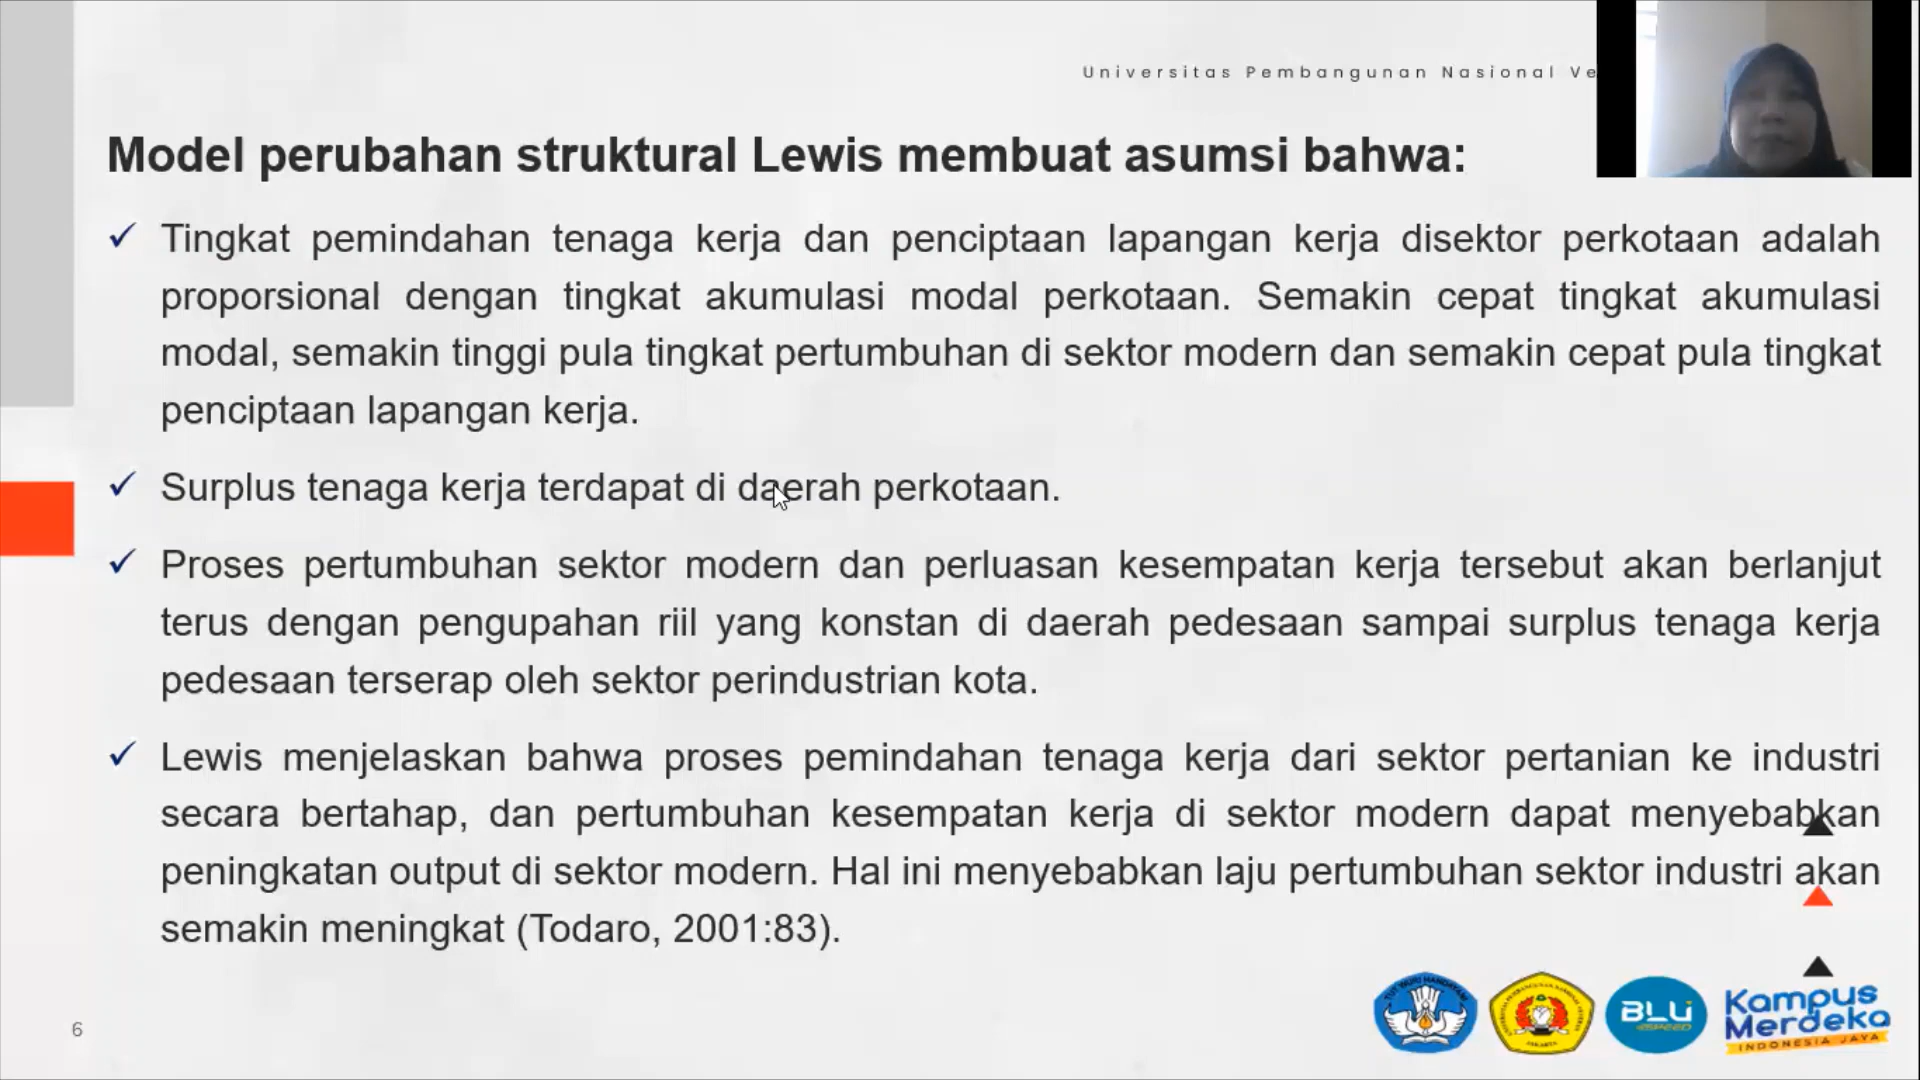 Universitas Pembangunan Nasional Ve
Model perubahan struktural Lewis membuat asumsi bahwa:
✓ Tingkat pemindahan tenaga kerja dan penciptaan lapangan kerja disektor perkotaan adalah
proporsional dengan tingkat akumulasi modal perkotaan. Semakin cepat tingkat akumulasi
modal, semakin tinggi pula tingkat pertumbuhan di sektor modern dan semakin cepat pula tingkat
penciptaan lapangan kerja.
✓ Surplus tenaga kerja terdapat di daerah perkotaan.
✓ Proses pertumbuhan sektor modern dan perluasan kesempatan kerja tersebut akan berlanjut
terus dengan pengupahan riil yang konstan di daerah pedesaan sampai surplus tenaga kerja
pedesaan terserap oleh sektor perindustrian kota.
✓ Lewis menjelaskan bahwa proses pemindahan tenaga kerja dari sektor pertanian ke industri
secara bertahap, dan pertumbuhan kesempatan kerja di sektor modern dapat menyebabkan
peningkatan output di sektor modern. Hal ini menyebabkan laju pertumbuhan sektor industri akan
semakin meningkat (Todaro, 2001:83).
6
TUT WURI HANDAYANI
JAKARTA
BLU
SPEED
Kampus
Merdeka
INDONESIA JAYA